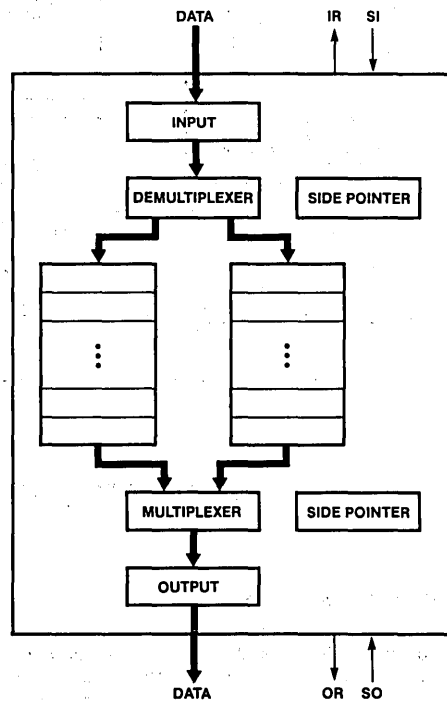 DATA IR SI
INPUT
DEMULTIPLEXER SIDE POINTER
MULTIPLEXER SIDE POINTER
OUTPUT
DATA OR SO